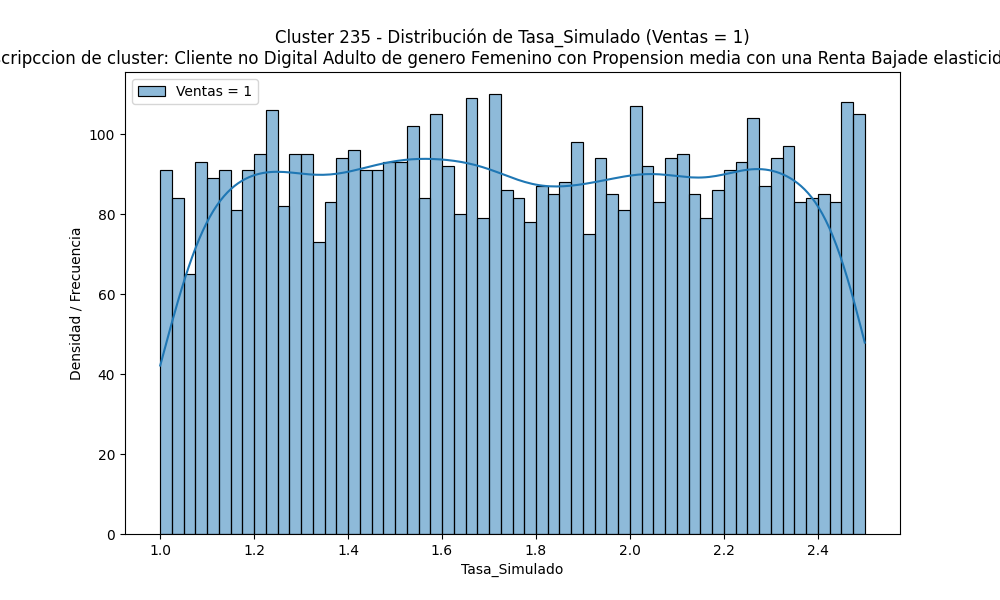 Cluster 235 - Distribución de Tasa_Simulado (Ventas = 1)
scripccion de cluster: Cliente no Digital Adulto de genero Femenino con Propension media con una Renta Bajade elasticid
Ventas = 1
Densidad / Frecuencia
100
80
60
40
20
0
1.0 1.2 1.4 1.6 1.8 2.0 2.2 2.4
Tasa_Simulado